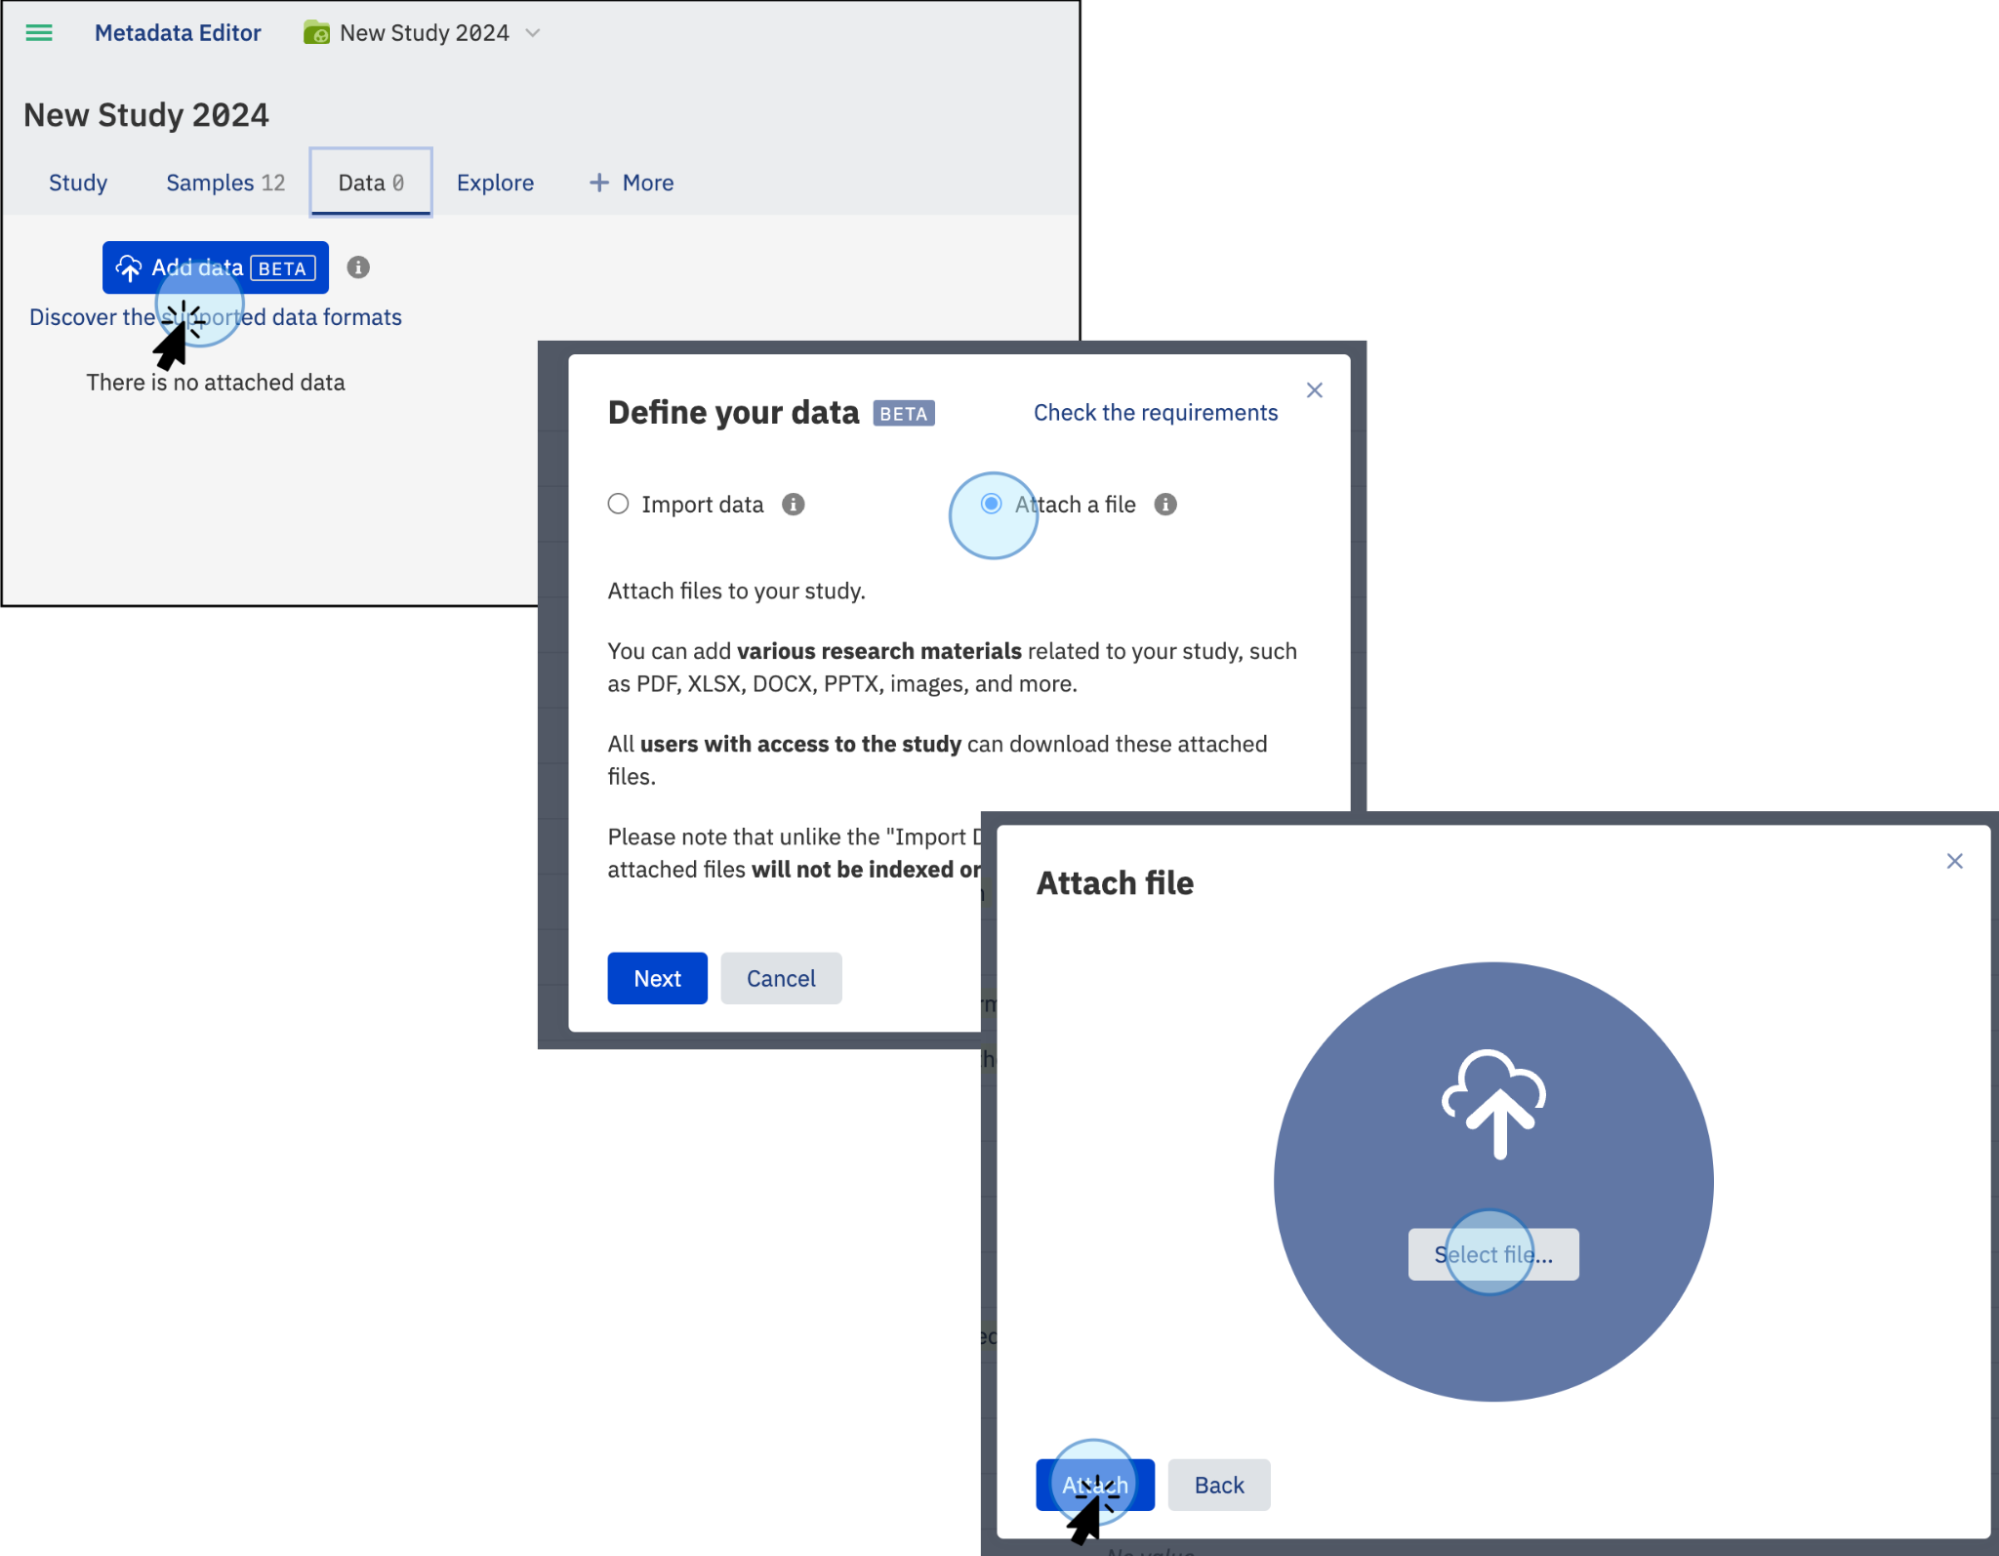 Metadata Editor
New Study 2024
New Study 2024
Study
Samples 12
Data 0
Explore
+ More
Add data BETA
Discover the supported data formats
There is no attached data
Define your data BETA
Check the requirements
Import data
Attach a file
Attach files to your study.
You can add various research materials related to your study, such
as PDF, XLSX, DOCX, PPTX, images, and more.
All users with access to the study can download these attached
files.
Please note that unlike the "Import
attached files will not be indexed or
Next
Cancel
Attach file
Select file...
Attach
Back